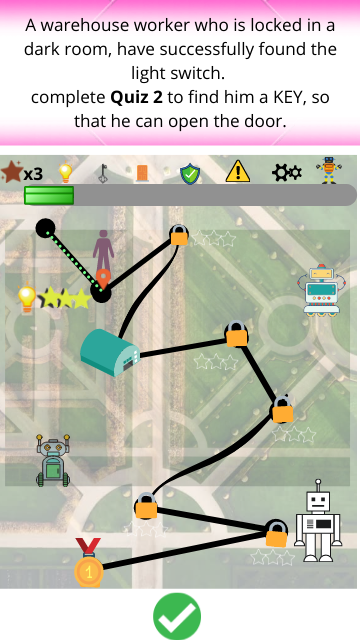 A warehouse worker who is locked in a
dark room, have successfully found the
light switch.
complete Quiz 2 to find him a KEY, so
that he can open the door.
x3
1